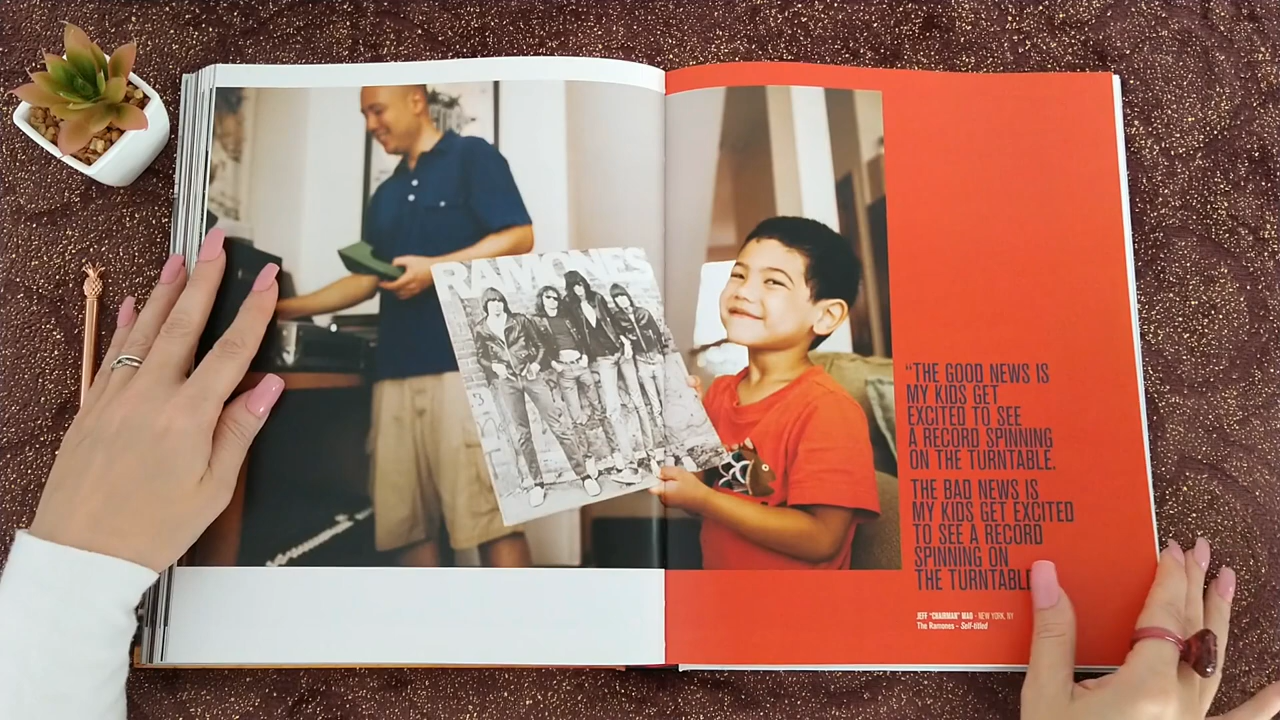 RAMONES
“THE GOOD NEWS IS
MY KIDS GET
EXCITED TO SEE
A RECORD SPINNING
ON THE TURNTABLE.
THE BAD NEWS IS
MY KIDS GET EXCITED
TO SEE A RECORD
SPINNING ON
THE TURNTABL
JEFF “CHAIRMAN” MAO - NEW YORK, NY
The Ramones - Self-titled